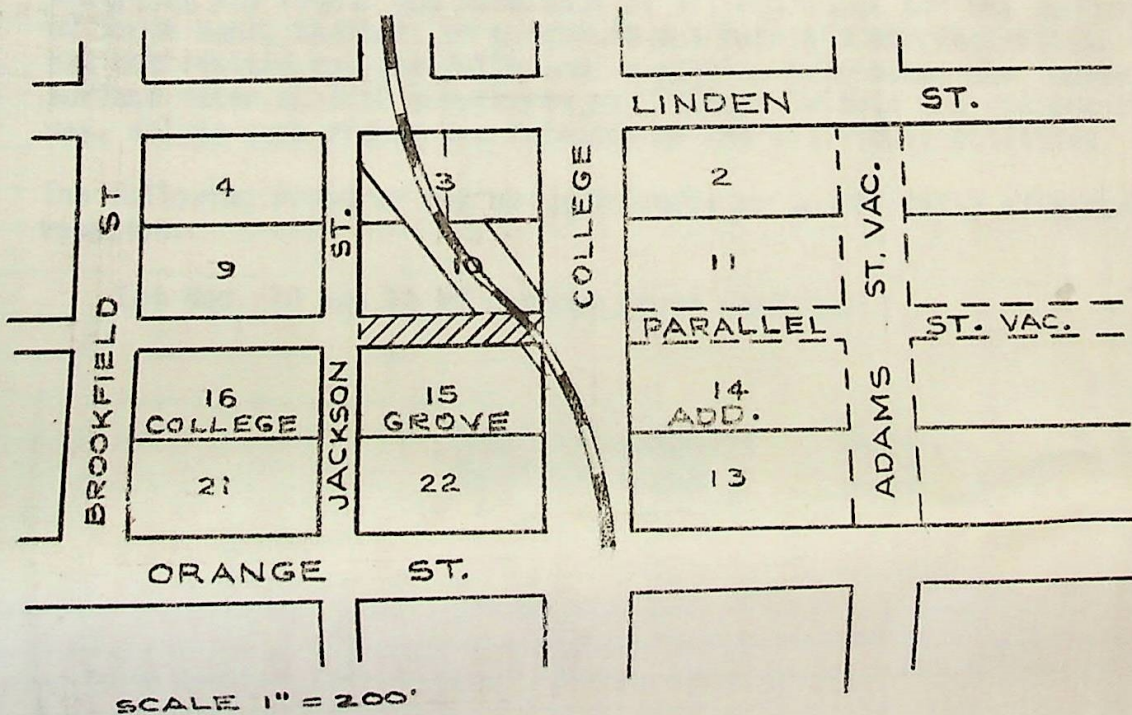 LINDEN ST.
BROOKFIELD ST
4
9
ST.
JACKSON
3
10
COLLEGE
2
11
ST. VAC.
ADAMS
PARALLEL ST. VAC.
16
COLLEGE
15
GROVE
14
ADD.
21
22
13
ORANGE ST.
SCALE 1" = 200'